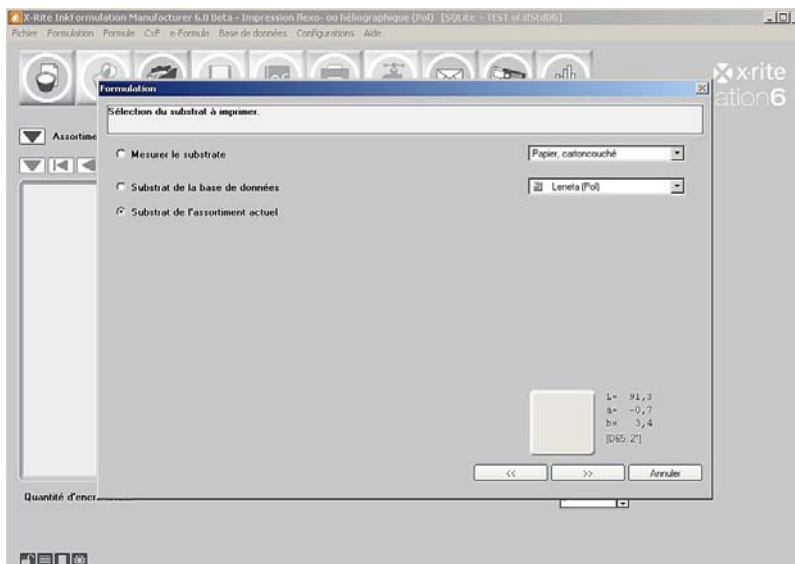 X-Rite InkFormulation Manufacturer 6.0 Beta - Impression flexo- ou héliographique (Pol) [SQLite - TEST of IfStd06]
Fichier Formulation Formule CxF e-Formule Base de données Configurations Aide
x·rite
ation6
Formulation
Sélection du substrat à imprimer.
Assortime
Mesurer le substrate
Papier, cartoncouché
Substrat de la base de données
Leneta (Pol)
Substrat de l'assortiment actuel
L= 91,3
a= -0,7
b= 3,4
[D65, 2°]
<< >> Annuler
Quantité d'encr